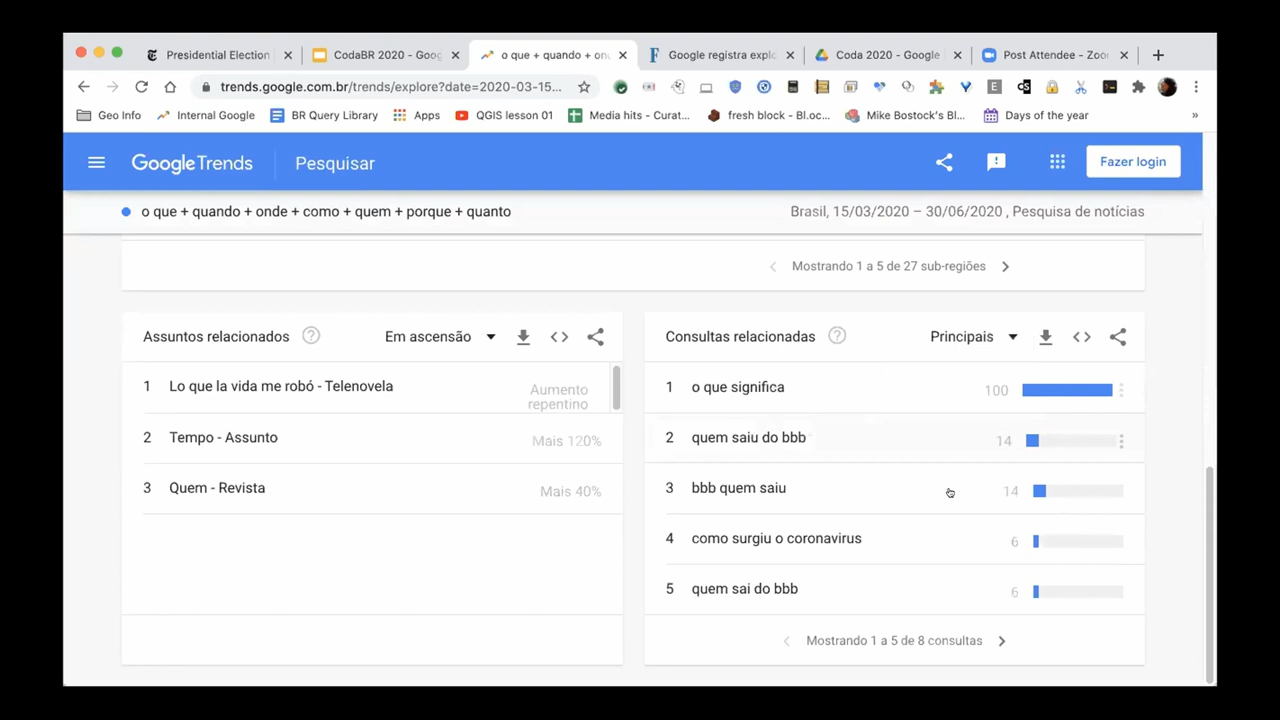 Presidential Election
CodaBR 2020 - Goog
o que + quando + ond
Google registra explo
Coda 2020 - Google
Post Attendee - Zoo
trends.google.com.br/trends/explore?date=2020-03-15...
Geo Info
Internal Google
BR Query Library
Apps
QGIS lesson 01
Media hits - Curat...
fresh block - Bl.oc...
Mike Bostock's Bl...
Days of the year
»
Google Trends
Pesquisar
Fazer login
o que + quando + onde + como + quem + porque + quanto
Brasil, 15/03/2020 – 30/06/2020 , Pesquisa de notícias
Mostrando 1 a 5 de 27 sub-regiões
Assuntos relacionados
Em ascensão
1 Lo que la vida me robó - Telenovela
Aumento
repentino
2 Tempo - Assunto
Mais 120%
3 Quem - Revista
Mais 40%
Consultas relacionadas
Principais
1 o que significa 100
2 quem saiu do bbb 14
3 bbb quem saiu 14
4 como surgiu o coronavirus 6
5 quem sai do bbb 6
Mostrando 1 a 5 de 8 consultas